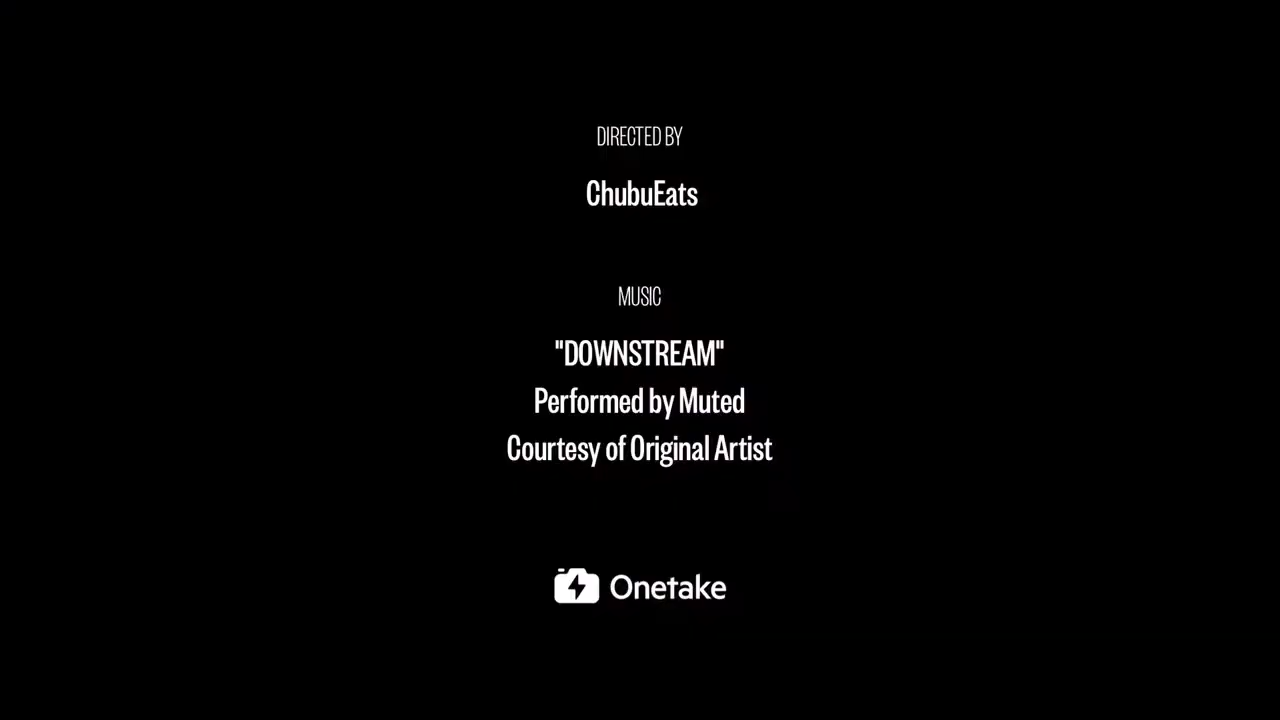 DIRECTED BY
ChubuEats
MUSIC
"DOWNSTREAM"
Performed by Muted
Courtesy of Original Artist
Onetake